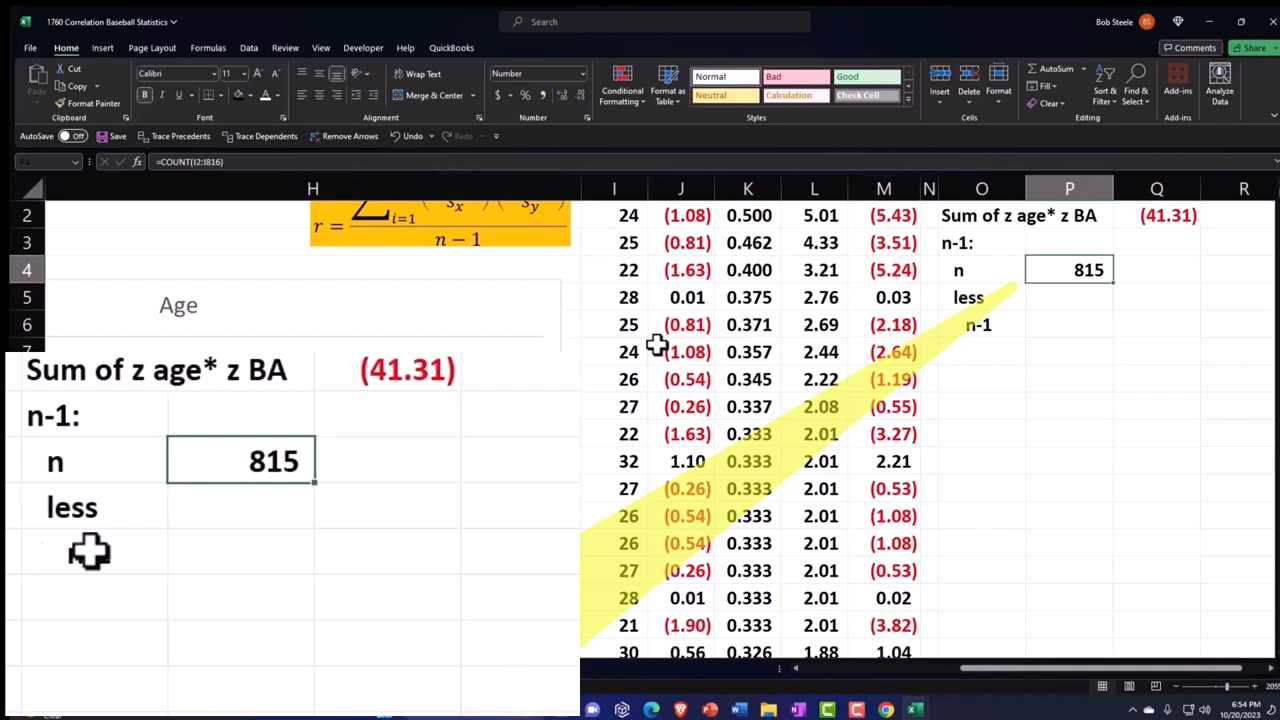 1760 Correlation Baseball Statistics
Search
Bob Steele BS
File Home Insert Page Layout Formulas Data Review View Developer Help QuickBooks Comments Share
Paste Cut Copy Format Painter Clipboard
Calibri 11 B I U A Font
Wrap Text Merge & Center Alignment
Number $ % Number
Conditional Formatting Format as Table Normal Bad Good Neutral Calculation Check Cell Styles
Insert Delete Format Cells
AutoSum Fill Clear Sort & Filter Find & Select Editing
Add-ins Add-ins
Analyze Data
AutoSave Off Save Trace Precedents Trace Dependents Remove Arrows Undo Redo
P4 fx =COUNT(I2:I816)
H I J K L M N O P Q R
2 24 (1.08) 0.500 5.01 (5.43) Sum of z age* z BA (41.31)
3 25 (0.81) 0.462 4.33 (3.51) n-1:
4 22 (1.63) 0.400 3.21 (5.24) n 815
5 28 0.01 0.375 2.76 0.03 less
6 25 (0.81) 0.371 2.69 (2.18) n-1
7 24 (1.08) 0.357 2.44 (2.64)
26 (0.54) 0.345 2.22 (1.19)
27 (0.26) 0.337 2.08 (0.55)
22 (1.63) 0.333 2.01 (3.27)
32 1.10 0.333 2.01 2.21
27 (0.26) 0.333 2.01 (0.53)
26 (0.54) 0.333 2.01 (1.08)
26 (0.54) 0.333 2.01 (1.08)
27 (0.26) 0.333 2.01 (0.53)
28 0.01 0.333 2.01 0.02
21 (1.90) 0.333 2.01 (3.82)
30 0.56 0.326 1.88 1.04
r = ∑ i=1 ( s x ) ( s y )
n − 1
Age
Sum of z age* z BA (41.31)
n-1:
n 815
less
6:54 PM
10/20/2023